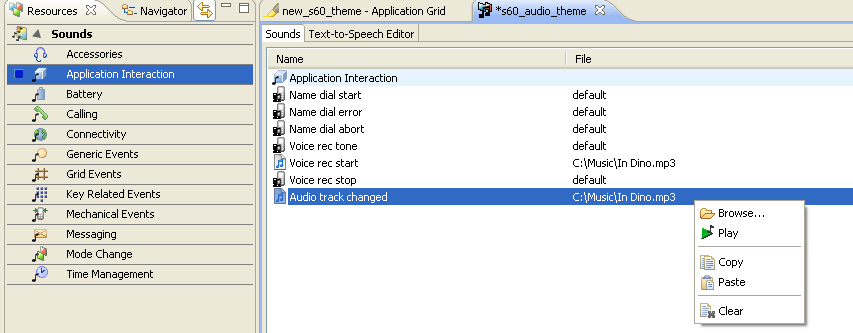 Resources Navigator new_s60_theme - Application Grid *s60_audio_theme
Sounds Sounds Text-to-Speech Editor
Accessories
Application Interaction
Battery
Calling
Connectivity
Generic Events
Grid Events
Key Related Events
Mechanical Events
Messaging
Mode Change
Time Management
Name File
Application Interaction
Name dial start default
Name dial error default
Name dial abort default
Voice rec tone default
Voice rec start C:\Music\In Dino.mp3
Voice rec stop default
Audio track changed C:\Music\In Dino.mp3
Browse...
Play
Copy
Paste
Clear